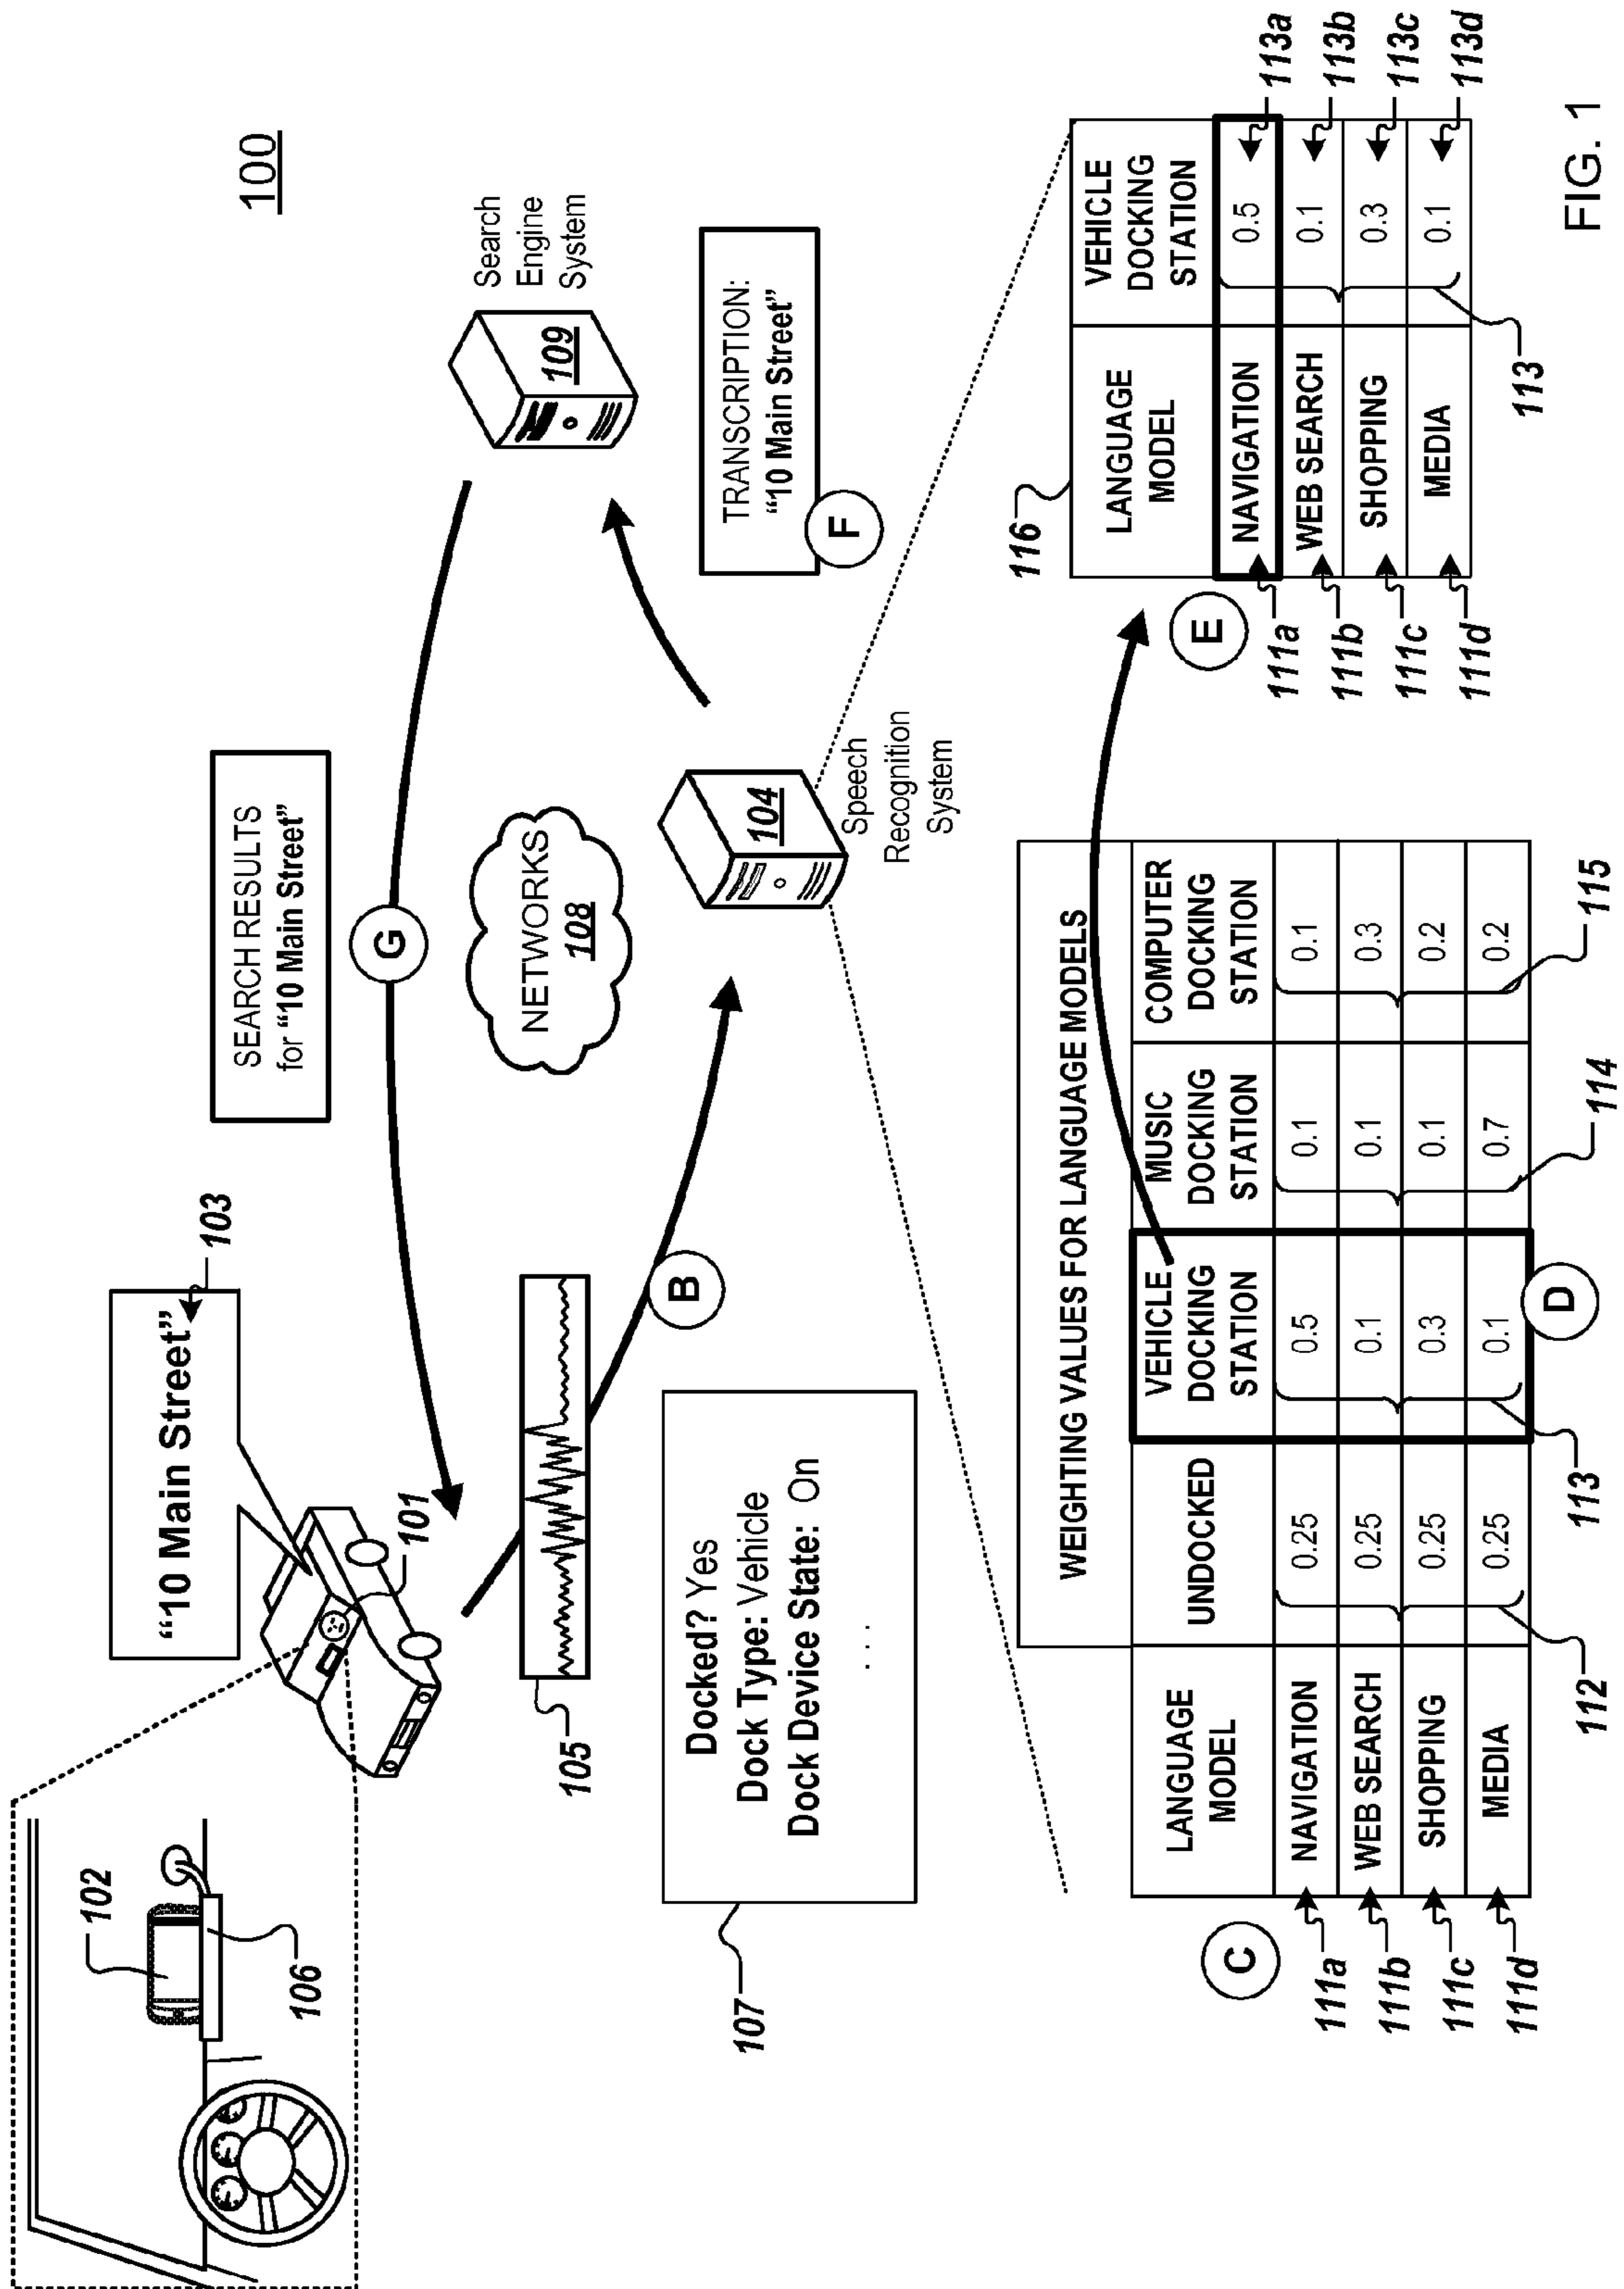 100
102
106
101
"10 Main Street"
103
105
B
SEARCH RESULTS
for "10 Main Street"
G
NETWORKS
108
109
Search
Engine
System
TRANSCRIPTION:
"10 Main Street"
F
104
Speech
Recognition
System
107
Docked? Yes
Dock Type: Vehicle
Dock Device State: On
. . .
C
WEIGHTING VALUES FOR LANGUAGE MODELS
LANGUAGE MODEL UNDOCKED VEHICLE DOCKING STATION MUSIC DOCKING STATION COMPUTER DOCKING STATION
111a NAVIGATION 0.25 0.5 0.1 0.1
111b WEB SEARCH 0.25 0.1 0.1 0.3
111c SHOPPING 0.25 0.3 0.1 0.2
111d MEDIA 0.25 0.1 0.7 0.2
112 113 114 115
D
E
116
LANGUAGE MODEL VEHICLE DOCKING STATION
111a NAVIGATION 0.5 113a
111b WEB SEARCH 0.1 113b
111c SHOPPING 0.3 113c
111d MEDIA 0.1 113d
113
FIG. 1